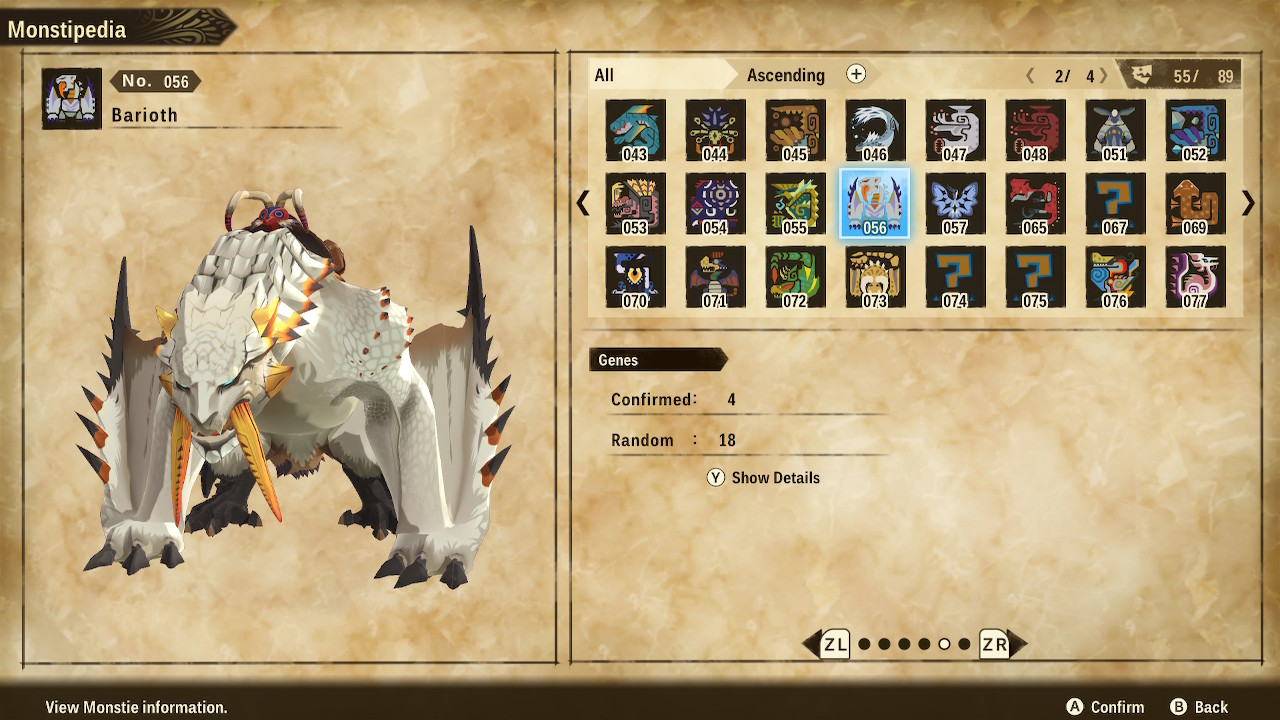 Monstipedia
No. 056
Barioth
All
Ascending
2/ 4
55/ 89
043 044 045 046 047 048 051 052
053 054 055 056 057 065 067 069
070 071 072 073 074 075 076 077
Genes
Confirmed: 4
Random : 18
Y Show Details
ZL ZR
View Monstie information.
A Confirm B Back